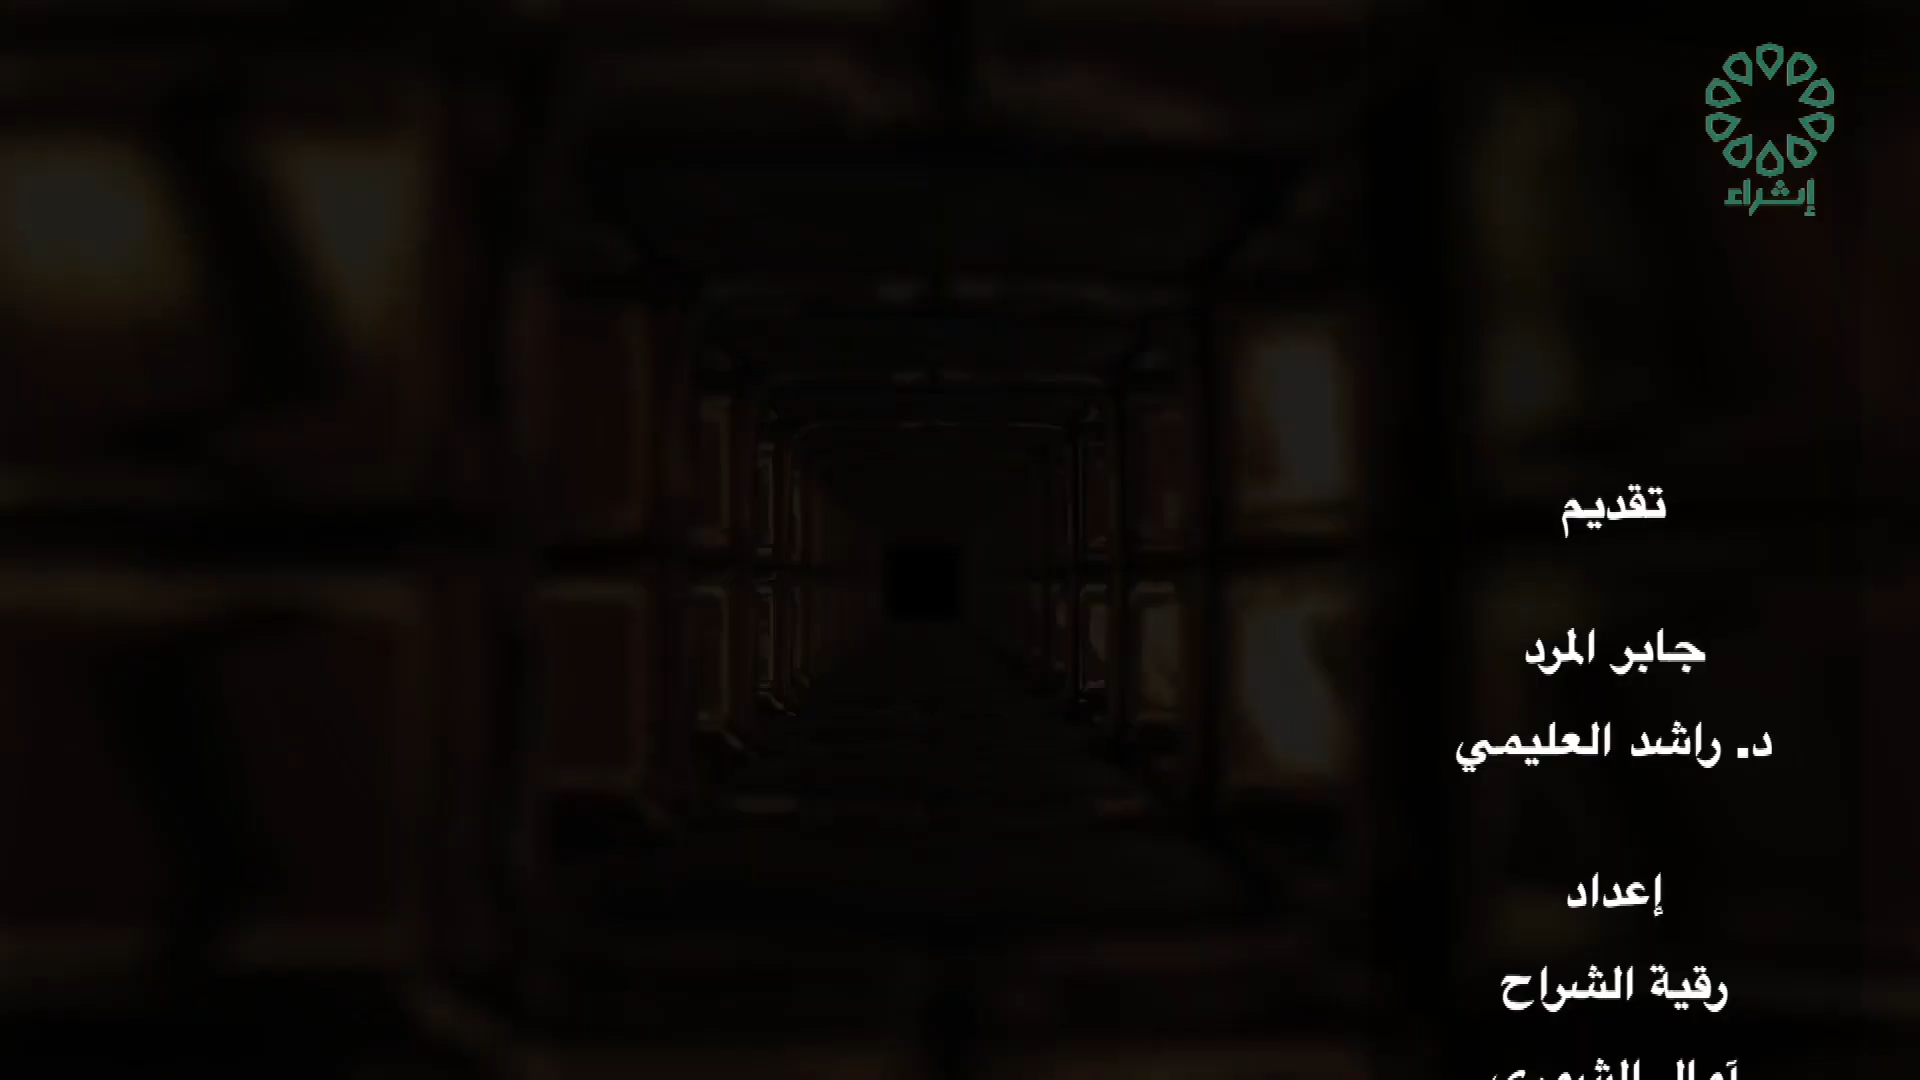 إثراء
تقديم
جابر المرد
د. راشد العليمي
إعداد
رقية الشراح